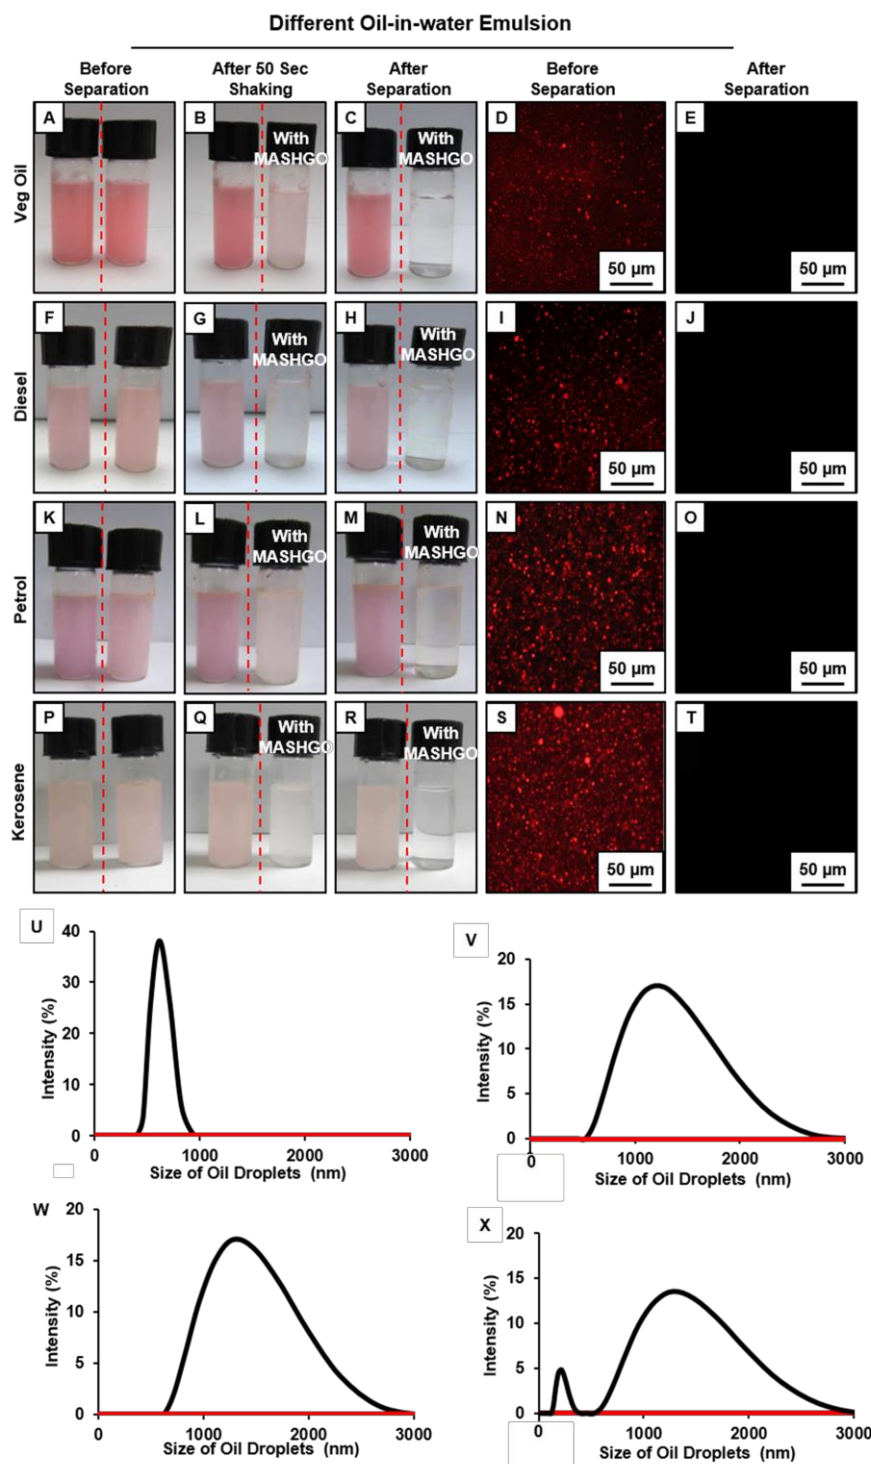 Different Oil-in-water Emulsion
Before Separation
After 50 Sec Shaking
After Separation
Before Separation
After Separation
Veg Oil
A
B
With MASHGO
C
With MASHGO
D
50 µm
E
50 µm
Diesel
F
G
With MASHGO
H
With MASHGO
I
50 µm
J
50 µm
Petrol
K
L
With MASHGO
M
With MASHGO
N
50 µm
O
50 µm
Kerosene
P
Q
With MASHGO
R
With MASHGO
S
50 µm
T
50 µm
U
Intensity (%)
40
30
20
10
0
0 1000 2000 3000
Size of Oil Droplets (nm)
V
Intensity (%)
20
15
10
5
0
0 1000 2000 3000
Size of Oil Droplets (nm)
W
Intensity (%)
20
15
10
5
0
0 1000 2000 3000
Size of Oil Droplets (nm)
X
Intensity (%)
20
15
10
5
0
0 1000 2000 3000
Size of Oil Droplets (nm)